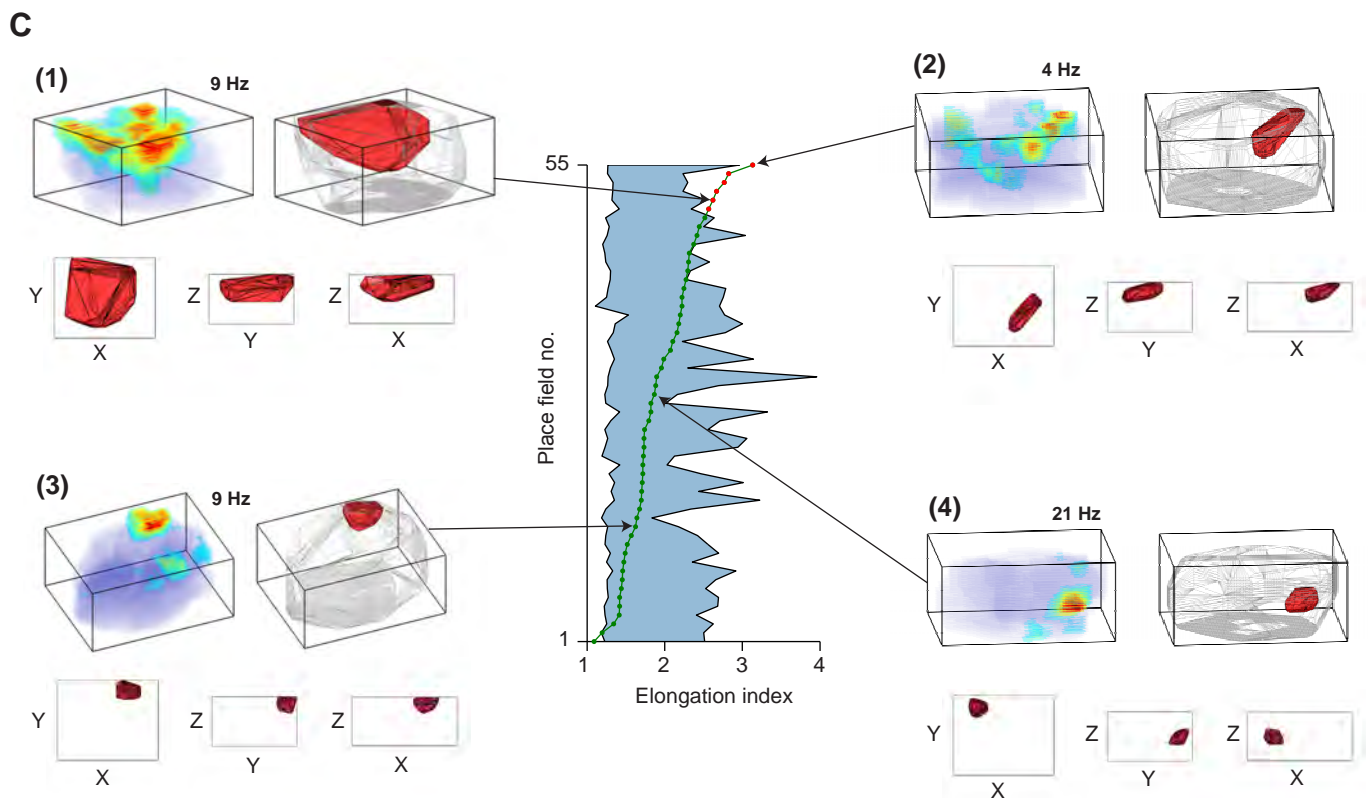 C
(1)
9 Hz
Y
X
Z
Y
Z
X
(2)
4 Hz
Y
X
Z
Y
Z
X
55
1
Place field no.
1 2 3 4
Elongation index
(3)
9 Hz
Y
X
Z
Y
Z
X
(4)
21 Hz
Y
X
Z
Y
Z
X